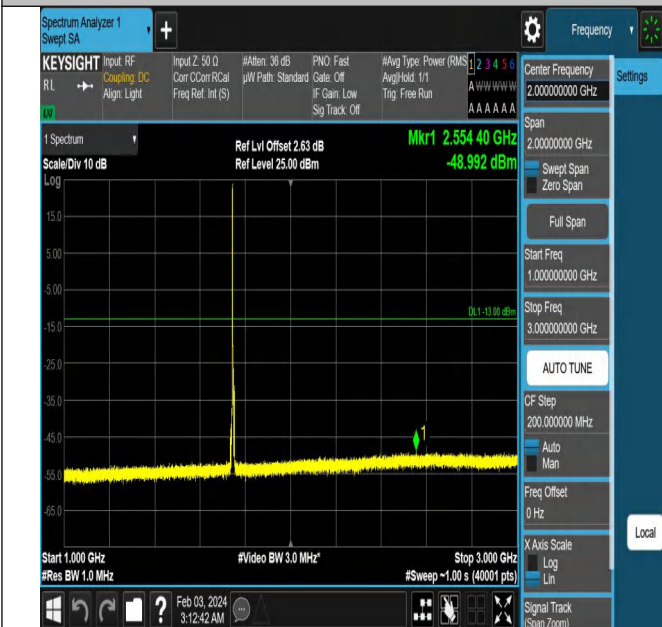 Spectrum Analyzer 1
Swept SA
Frequency
KEYSIGHT
RL
Input: RF
Coupling: DC
Align: Light
Input Z: 50 Ω
Corr CCorr RCal
Freq Ref: Int (S)
#Atten: 36 dB
µW Path: Standard
PNO: Fast
Gate: Off
IF Gain: Low
Sig Track: Off
#Avg Type: Power (RMS
Avg|Hold: 1/1
Trig: Free Run
1 2 3 4 5 6
A W W W W W
A A A A A A
Center Frequency
2.000000000 GHz
Settings
Span
2.00000000 GHz
Swept Span
Zero Span
Full Span
Start Freq
1.000000000 GHz
Stop Freq
3.000000000 GHz
AUTO TUNE
CF Step
200.000000 MHz
Auto
Man
Freq Offset
0 Hz
X Axis Scale
Log
Lin
Signal Track
(Span Zoom)
Local
1 Spectrum
Scale/Div 10 dB
Log
Ref Lvl Offset 2.63 dB
Ref Level 25.00 dBm
Mkr1 2.554 40 GHz
-48.992 dBm
15.0
5.00
-5.00
DL1 -13.00 dBm
-15.0
-25.0
-35.0
-45.0
1
-55.0
-65.0
Start 1.000 GHz
#Res BW 1.0 MHz
#Video BW 3.0 MHz*
Stop 3.000 GHz
#Sweep ~1.00 s (40001 pts)
?
Feb 03, 2024
3:12:42 AM